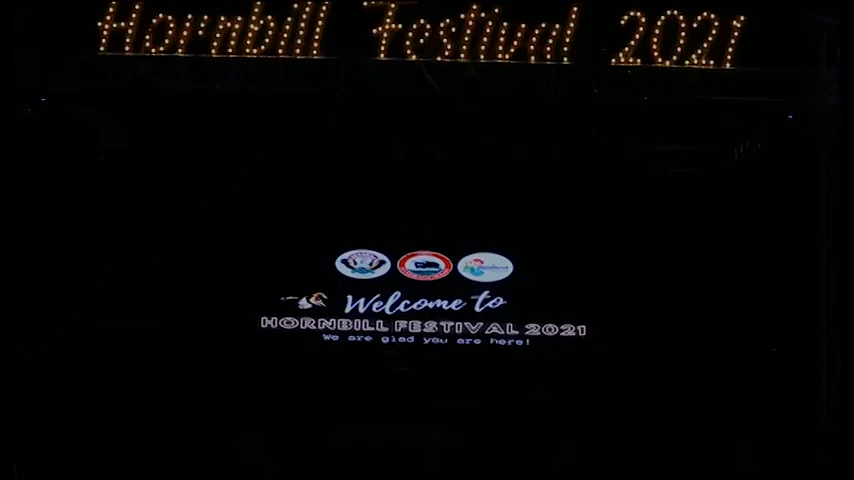 Hornbill Festival 2021
Welcome to
HORNBILL FESTIVAL 2021
We are glad you are here!